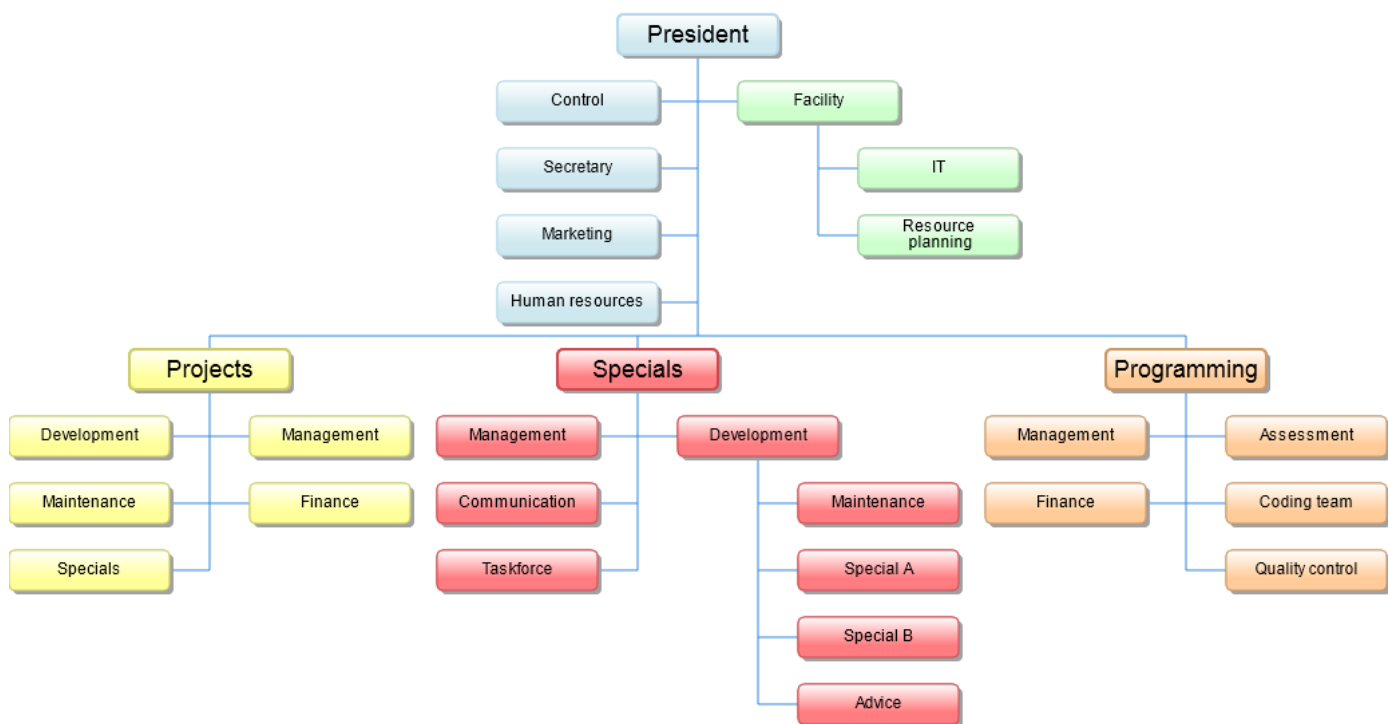 President
Control
Facility
Secretary
IT
Marketing
Resource
planning
Human resources
Projects
Specials
Programming
Development
Management
Management
Development
Management
Assessment
Maintenance
Finance
Communication
Maintenance
Finance
Coding team
Specials
Taskforce
Special A
Quality control
Special B
Advice